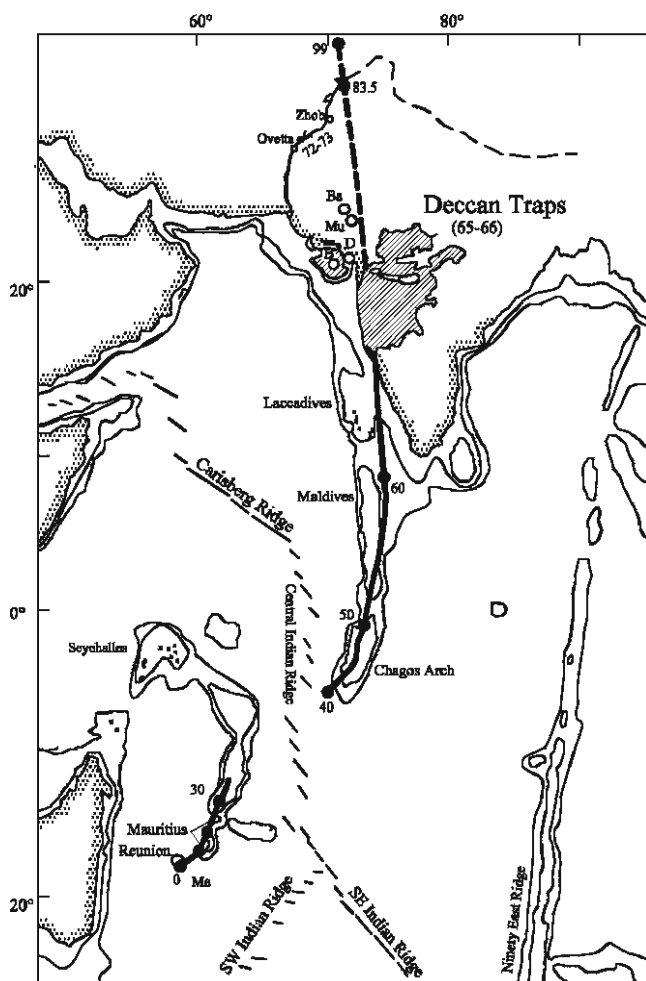 60°
80°
99
83.5
Zhob
Ovetta
72-73
Ba
Mu
Deccan Traps
(65-66)
D
20°
Laccadives
Carlsberg Ridge
Maldives
60
Central Indian Ridge
0°
50
Seychalles
Chagos Arch
40
30
Mauritius
Reunion
0
Ma
20°
SW Indian Ridge
SE Indian Ridge
Ninety East Ridge